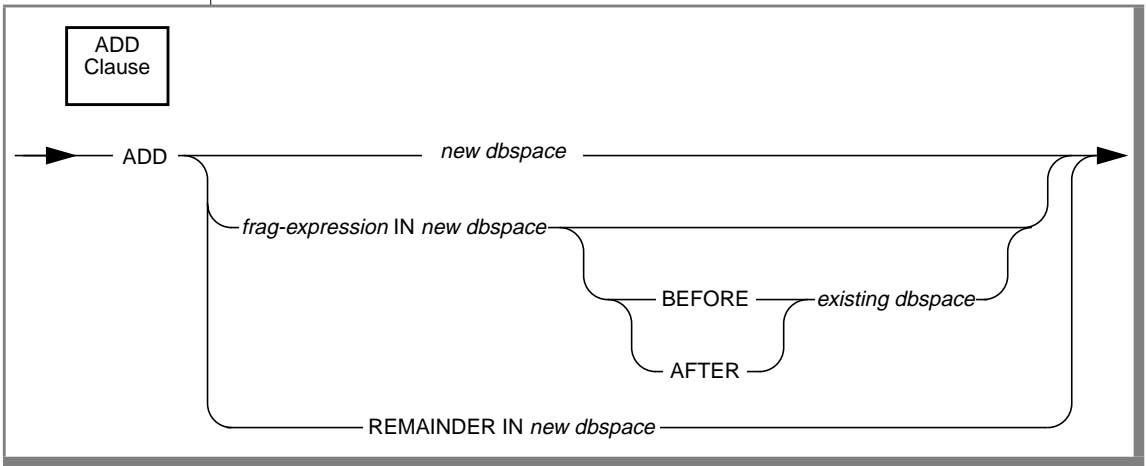 ADD
Clause
ADD new dbspace
frag-expression IN new dbspace
BEFORE existing dbspace
AFTER
REMAINDER IN new dbspace